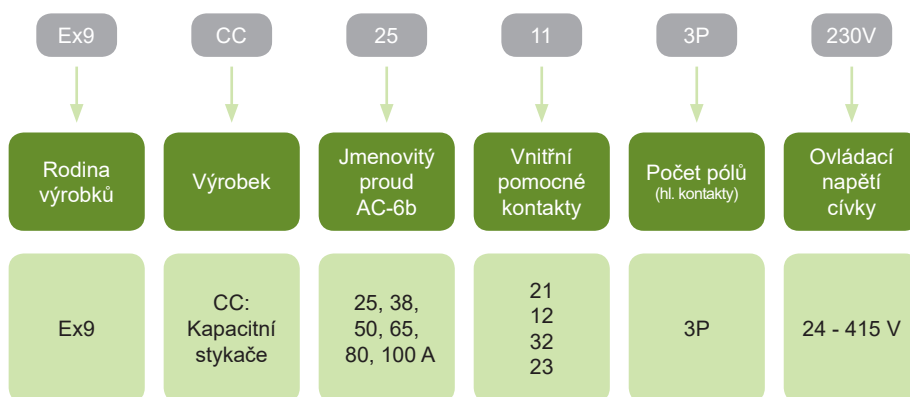 Ex9 CC 25 11 3P 230V
Rodina
výrobků
Výrobek
Jmenovitý
proud
AC-6b
Vnitřní
pomocné
kontakty
Počet pólů
(hl. kontakty)
Ovládací
napětí
cívky
Ex9
CC:
Kapacitní
stykače
25, 38,
50, 65,
80, 100 A
21
12
32
23
3P
24 - 415 V